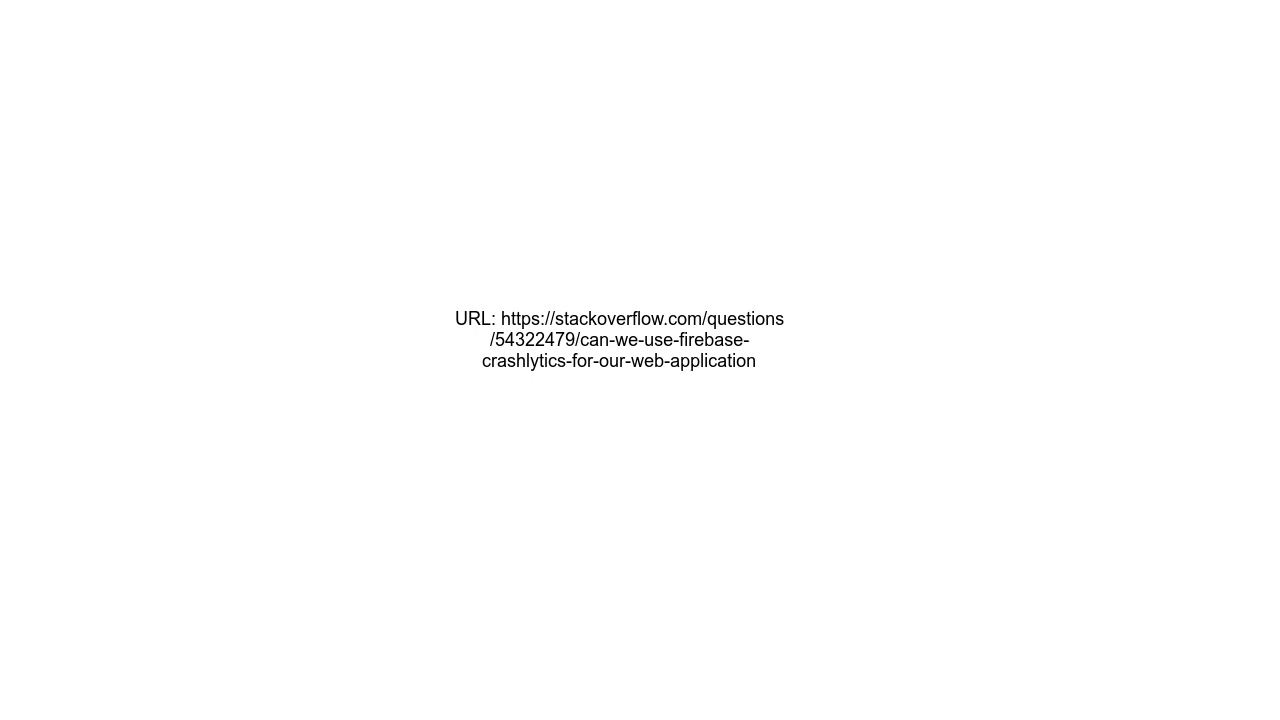 URL: https://stackoverflow.com/questions
/54322479/can-we-use-firebase-
crashlytics-for-our-web-application